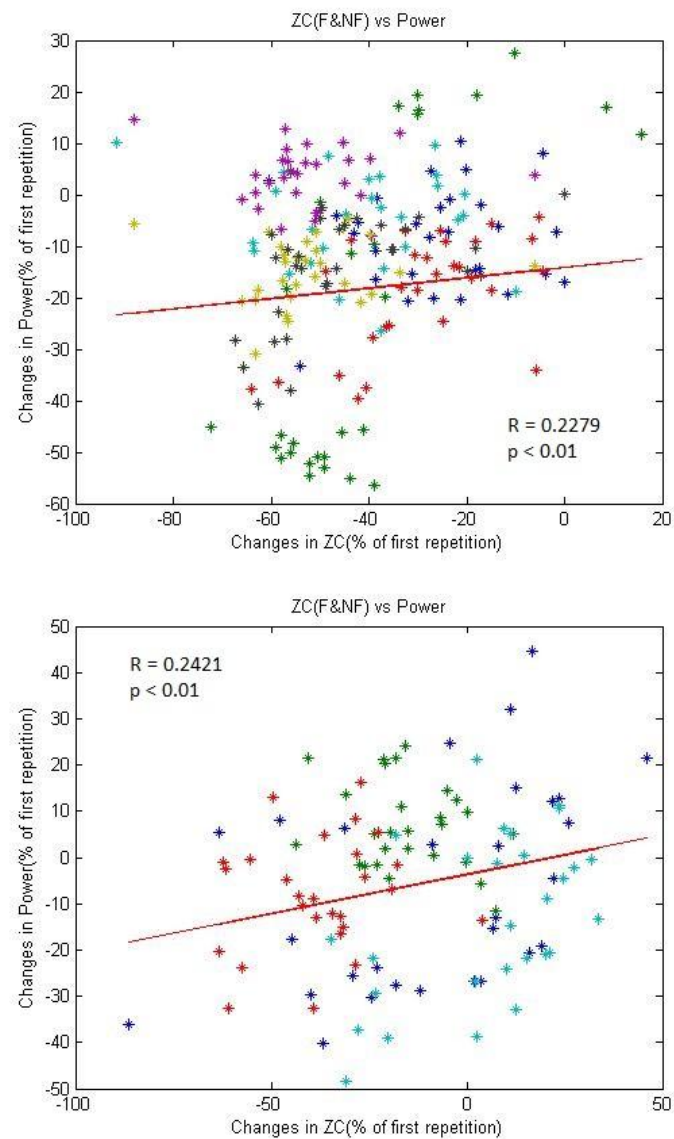 ZC(F&NF) vs Power
30
20
10
0
-10
-20
-30
-40
-50
-60
Changes in Power(% of first repetition)
R = 0.2279
p < 0.01
-100 -80 -60 -40 -20 0 20
Changes in ZC(% of first repetition)
ZC(F&NF) vs Power
50
40
30
20
10
0
-10
-20
-30
-40
-50
Changes in Power(% of first repetition)
R = 0.2421
p < 0.01
-100 -50 0 50
Changes in ZC(% of first repetition)